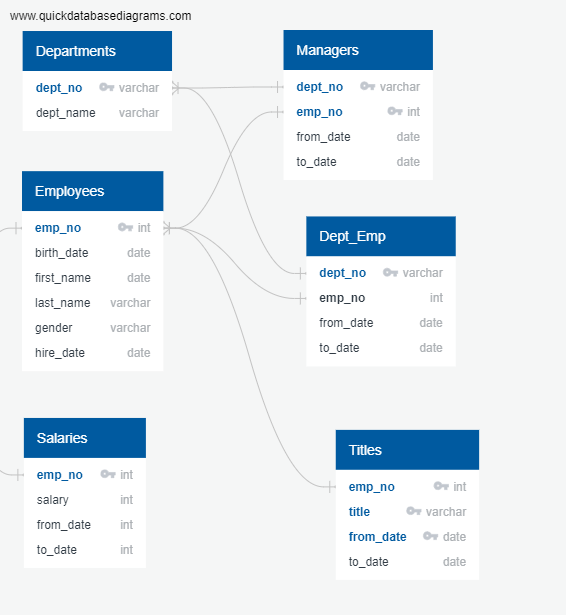 www.quickdatabasediagrams.com
Departments
dept_no varchar
dept_name varchar
Managers
dept_no varchar
emp_no int
from_date date
to_date date
Employees
emp_no int
birth_date date
first_name date
last_name varchar
gender varchar
hire_date date
Dept_Emp
dept_no varchar
emp_no int
from_date date
to_date date
Salaries
emp_no int
salary int
from_date int
to_date int
Titles
emp_no int
title varchar
from_date date
to_date date